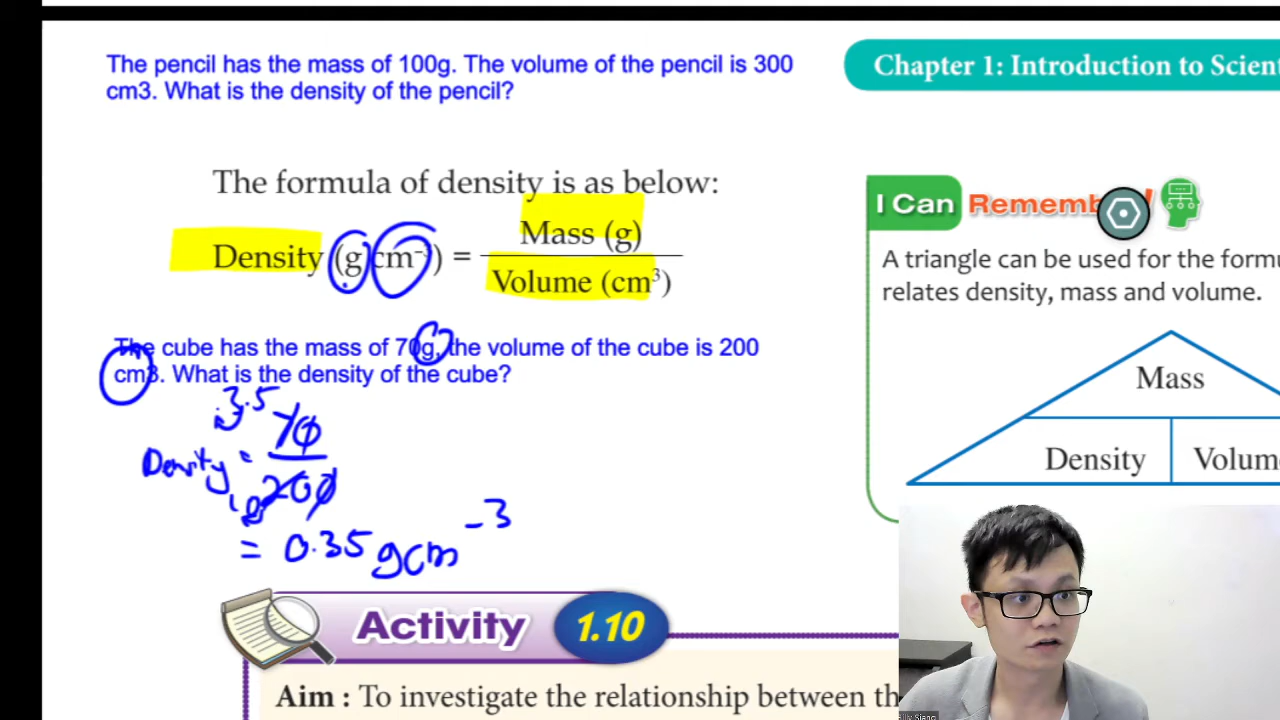 The pencil has the mass of 100g. The volume of the pencil is 300
cm3. What is the density of the pencil?
Chapter 1: Introduction to Scien
The formula of density is as below:
Density (g cm⁻³) = Mass (g)
Volume (cm³)
I Can Rememb !
A triangle can be used for the formu
relates density, mass and volume.
Mass
Density Volum
The cube has the mass of 70g, the volume of the cube is 200
cm3. What is the density of the cube?
3.5
70
Density =
200
10
= 0.35 gcm⁻³
Activity 1.10
Aim : To investigate the relationship between th